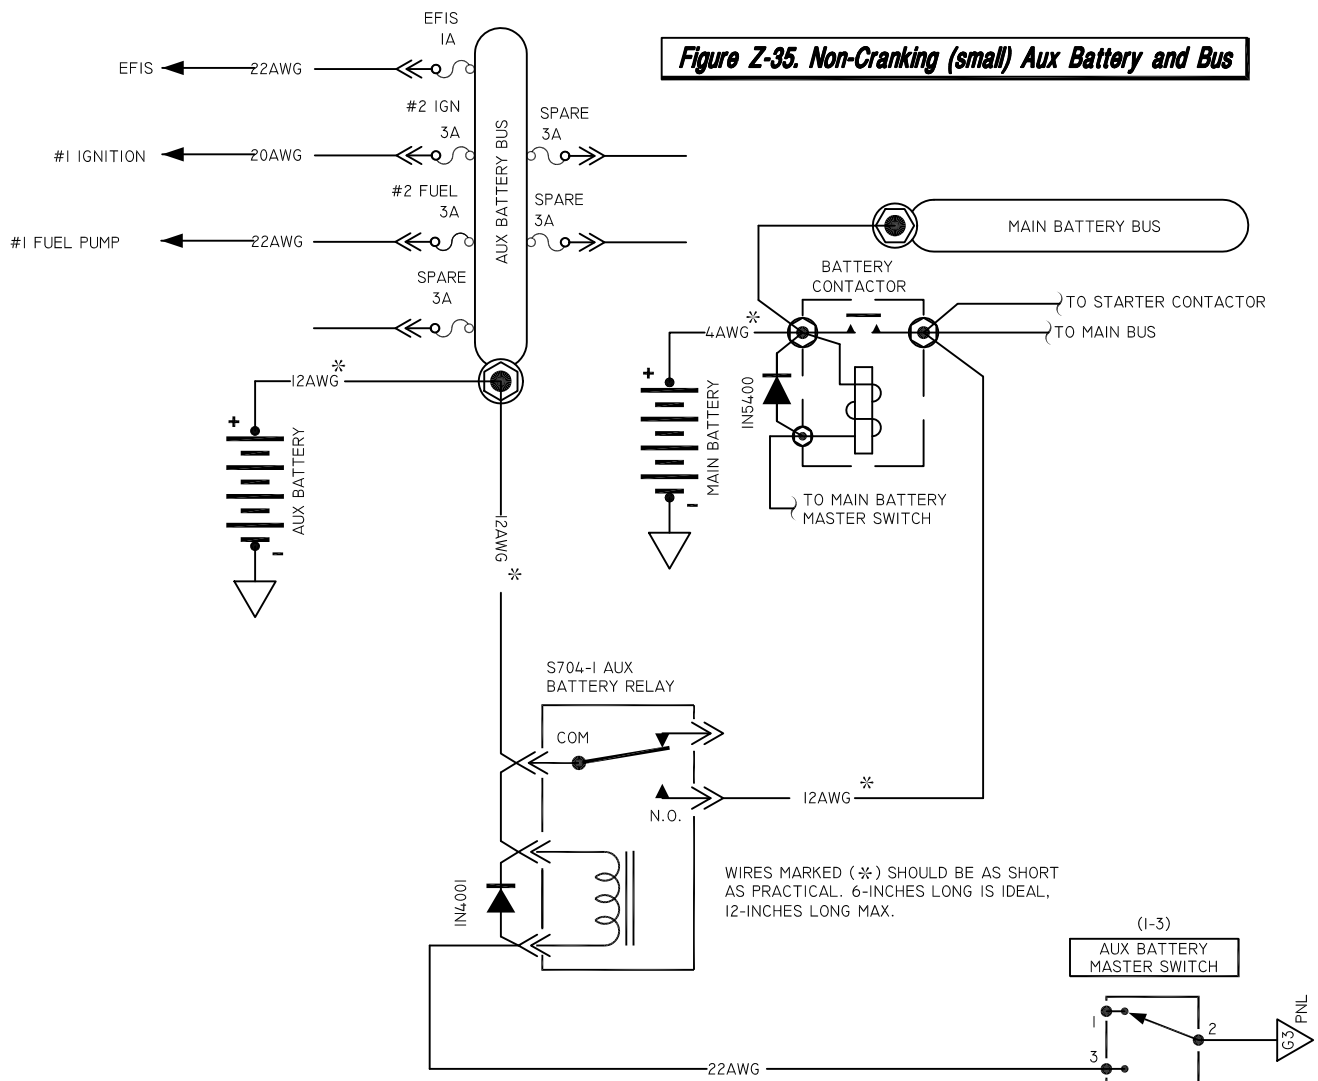 Figure Z-35. Non-Cranking (small) Aux Battery and Bus
EFIS
1A
EFIS
22AWG
#2 IGN
3A
SPARE
3A
#1 IGNITION
20AWG
#2 FUEL
3A
SPARE
3A
#1 FUEL PUMP
22AWG
SPARE
3A
AUX BATTERY BUS
MAIN BATTERY BUS
BATTERY
CONTACTOR
TO STARTER CONTACTOR
TO MAIN BUS
4AWG
*
12AWG
*
+
AUX BATTERY
-
+
MAIN BATTERY
-
1N5400
TO MAIN BATTERY
MASTER SWITCH
12AWG
*
S704-1 AUX
BATTERY RELAY
COM
N.O.
12AWG
*
1N4001
WIRES MARKED (*) SHOULD BE AS SHORT
AS PRACTICAL. 6-INCHES LONG IS IDEAL,
12-INCHES LONG MAX.
(1-3)
AUX BATTERY
MASTER SWITCH
1
2
3
G3
PNL
22AWG